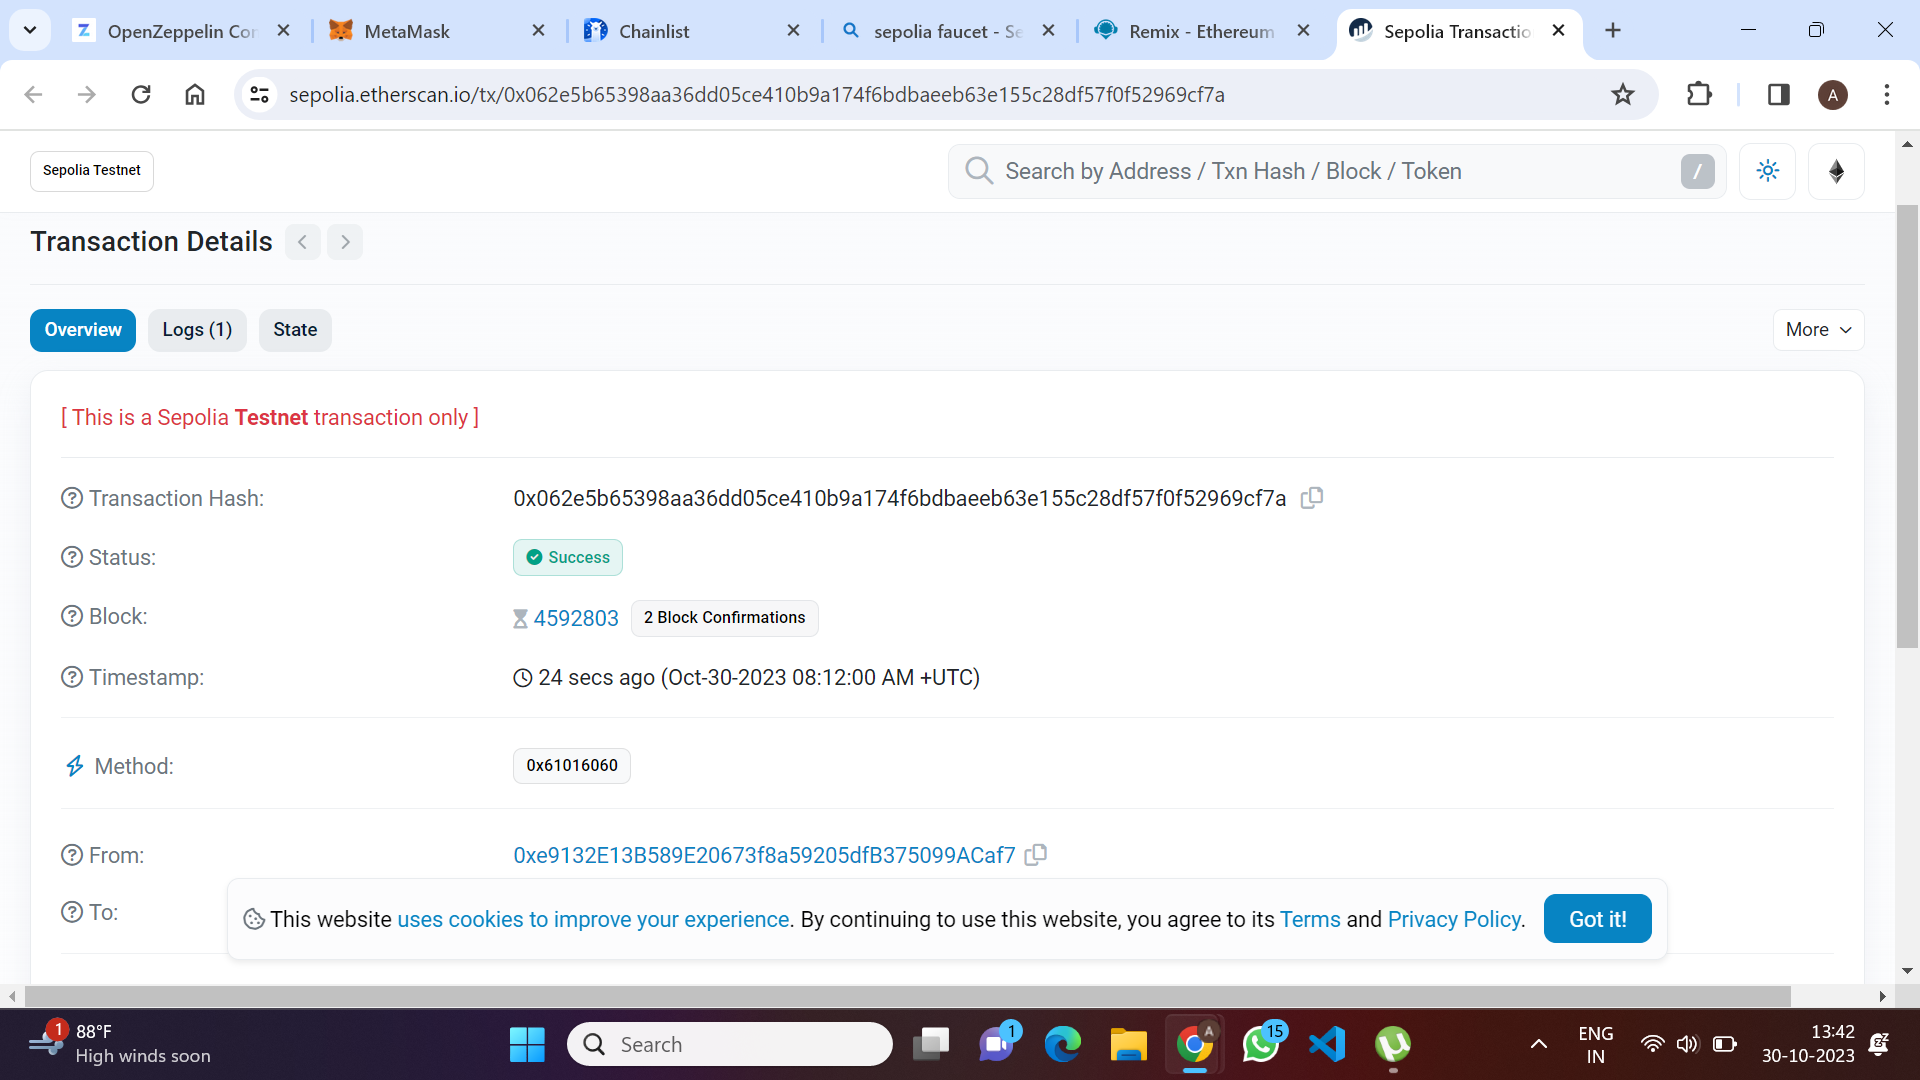 OpenZeppelin Con
MetaMask
Chainlist
sepolia faucet - Se
Remix - Ethereum
Sepolia Transactio
sepolia.etherscan.io/tx/0x062e5b65398aa36dd05ce410b9a174f6bdbaeeb63e155c28df57f0f52969cf7a
A
Sepolia Testnet
Search by Address / Txn Hash / Block / Token
/
Transaction Details
Overview
Logs (1)
State
More
[ This is a Sepolia Testnet transaction only ]
Transaction Hash:
0x062e5b65398aa36dd05ce410b9a174f6bdbaeeb63e155c28df57f0f52969cf7a
Status:
Success
Block:
4592803
2 Block Confirmations
Timestamp:
24 secs ago (Oct-30-2023 08:12:00 AM +UTC)
Method:
0x61016060
From:
0xe9132E13B589E20673f8a59205dfB375099ACaf7
To:
This website uses cookies to improve your experience. By continuing to use this website, you agree to its Terms and Privacy Policy.
Got it!
1
88°F
High winds soon
Search
1
A
15
ENG
IN
13:42
30-10-2023